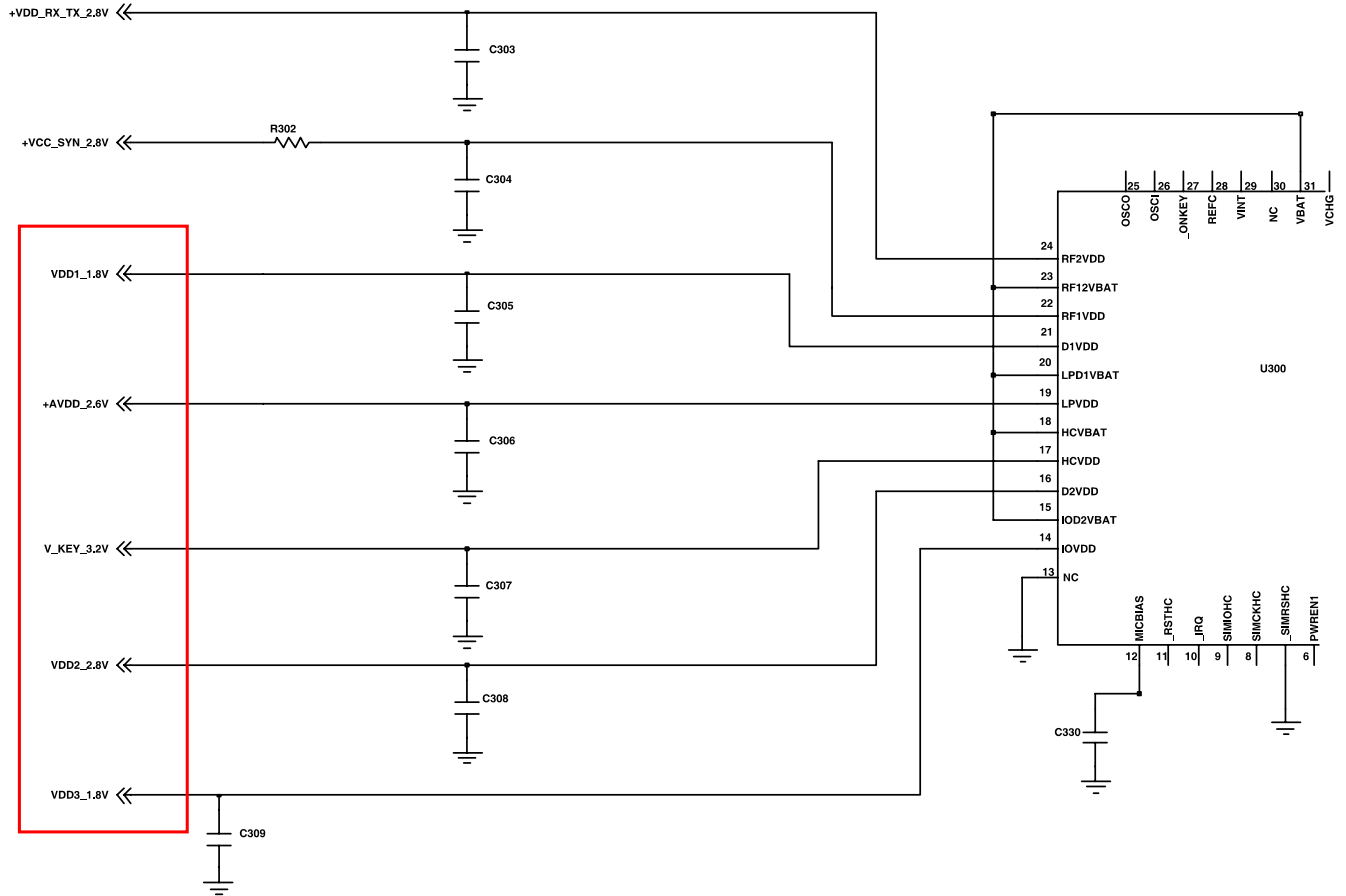 +VDD_RX_TX_2.8V
C303
R302
+VCC_SYN_2.8V
C304
VDD1_1.8V
C305
+AVDD_2.6V
C306
V_KEY_3.2V
C307
VDD2_2.8V
C308
VDD3_1.8V
C309
25 26 27 28 29 30 31
OSCO
OSCI
_ONKEY
REFC
VINT
NC
VBAT
VCHG
24
RF2VDD
23
RF12VBAT
22
RF1VDD
21
D1VDD
20
LPD1VBAT
19
LPVDD
18
HCVBAT
17
HCVDD
16
D2VDD
15
IOD2VBAT
14
IOVDD
13
NC
U300
MICBIAS
_RSTHC
_IRQ
SIMIOHC
SIMCKHC
_SIMRSHC
PWREN1
12 11 10 9 8 6
C330